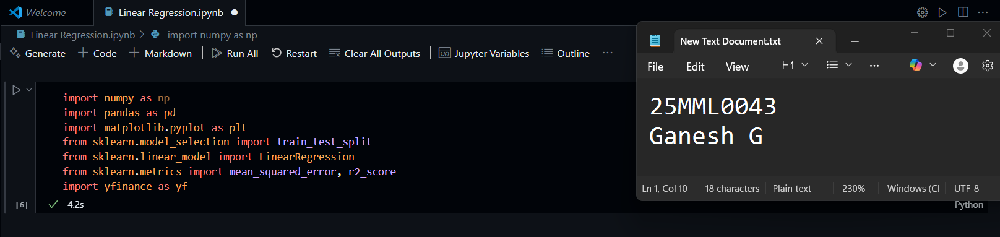 Welcome
Linear Regression.ipynb
Linear Regression.ipynb > import numpy as np
Generate
Code
Markdown
Run All
Restart
Clear All Outputs
Jupyter Variables
Outline
...
import numpy as np
import pandas as pd
import matplotlib.pyplot as plt
from sklearn.model_selection import train_test_split
from sklearn.linear_model import LinearRegression
from sklearn.metrics import mean_squared_error, r2_score
import yfinance as yf
[6]
4.2s
Python
New Text Document.txt
File
Edit
View
H1
25MML0043
Ganesh G
Ln 1, Col 10
18 characters
Plain text
230%
Windows (Cl
UTF-8